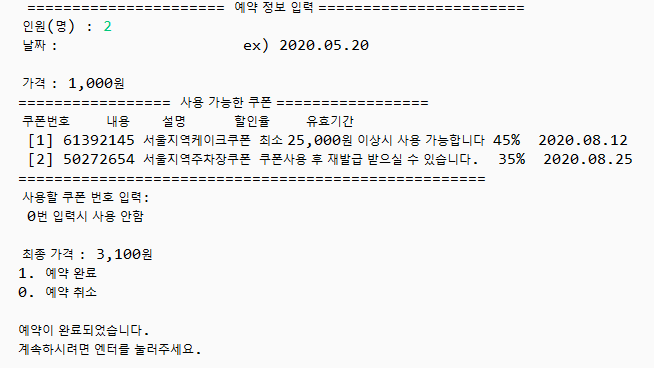 ====================== 예약 정보 입력 =======================
인원(명) : 2
날짜 : ex) 2020.05.20
가격 : 1,000원
================= 사용 가능한 쿠폰 =================
쿠폰번호 내용 설명 할인율 유효기간
[1] 61392145 서울지역케이크쿠폰 최소 25,000원 이상시 사용 가능합니다 45% 2020.08.12
[2] 50272654 서울지역주차장쿠폰 쿠폰사용 후 재발급 받으실 수 있습니다. 35% 2020.08.25
====================================================
사용할 쿠폰 번호 입력:
0번 입력시 사용 안함
최종 가격 : 3,100원
1. 예약 완료
0. 예약 취소
예약이 완료되었습니다.
계속하시려면 엔터를 눌러주세요.